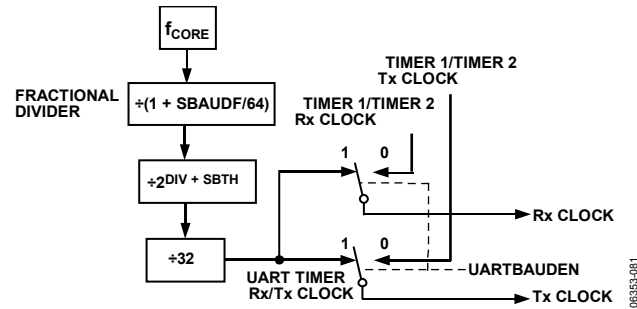 fCORE
TIMER 1/TIMER 2
Tx CLOCK
FRACTIONAL
DIVIDER
÷(1 + SBAUDF/64)
TIMER 1/TIMER 2
Rx CLOCK
1
0
÷2DIV + SBTH
Rx CLOCK
÷32
1
0
UART TIMER
Rx/Tx CLOCK
UARTBAUDEN
Tx CLOCK
06353-081